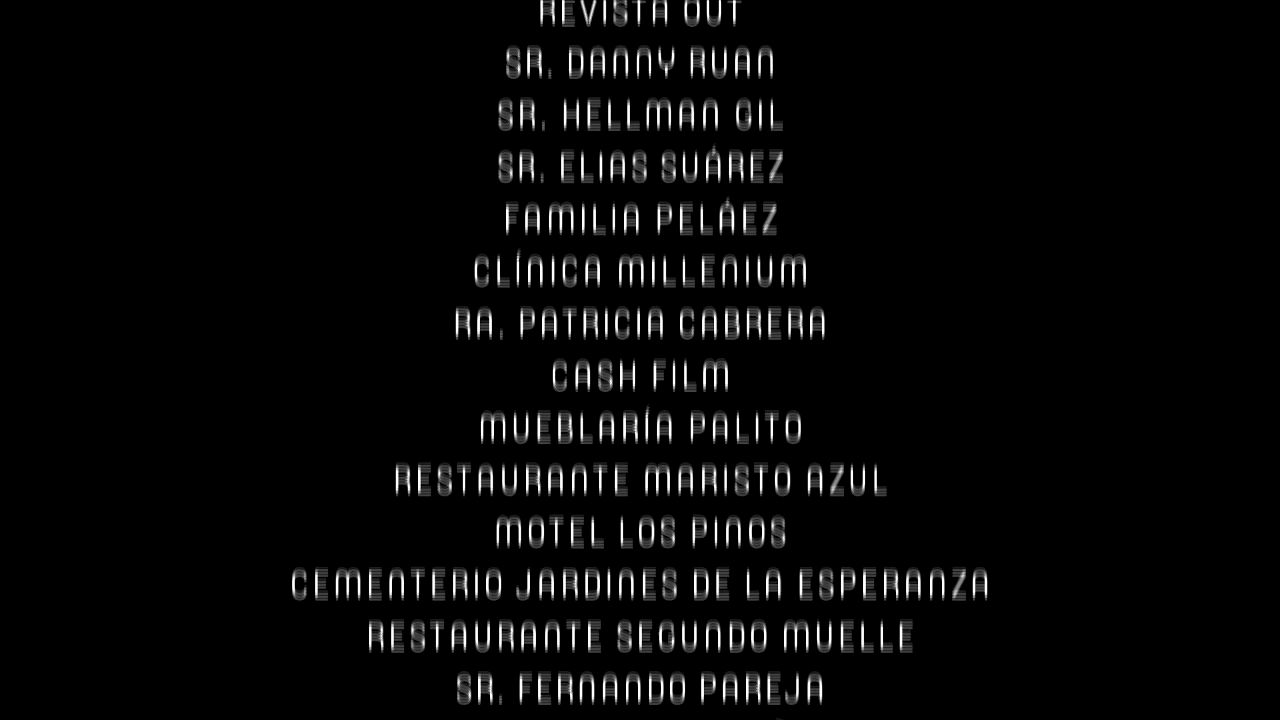 REVISTA OUT
SR. DANNY RUAN
SR. HELLMAN GIL
SR. ELIAS SUÁREZ
FAMILIA PELÁEZ
CLÍNICA MILLENIUM
RA. PATRICIA CABRERA
CASH FILM
MUEBLARÍA PALITO
RESTAURANTE MARISTO AZUL
MOTEL LOS PINOS
CEMENTERIO JARDINES DE LA ESPERANZA
RESTAURANTE SEGUNDO MUELLE
SR. FERNANDO PAREJA